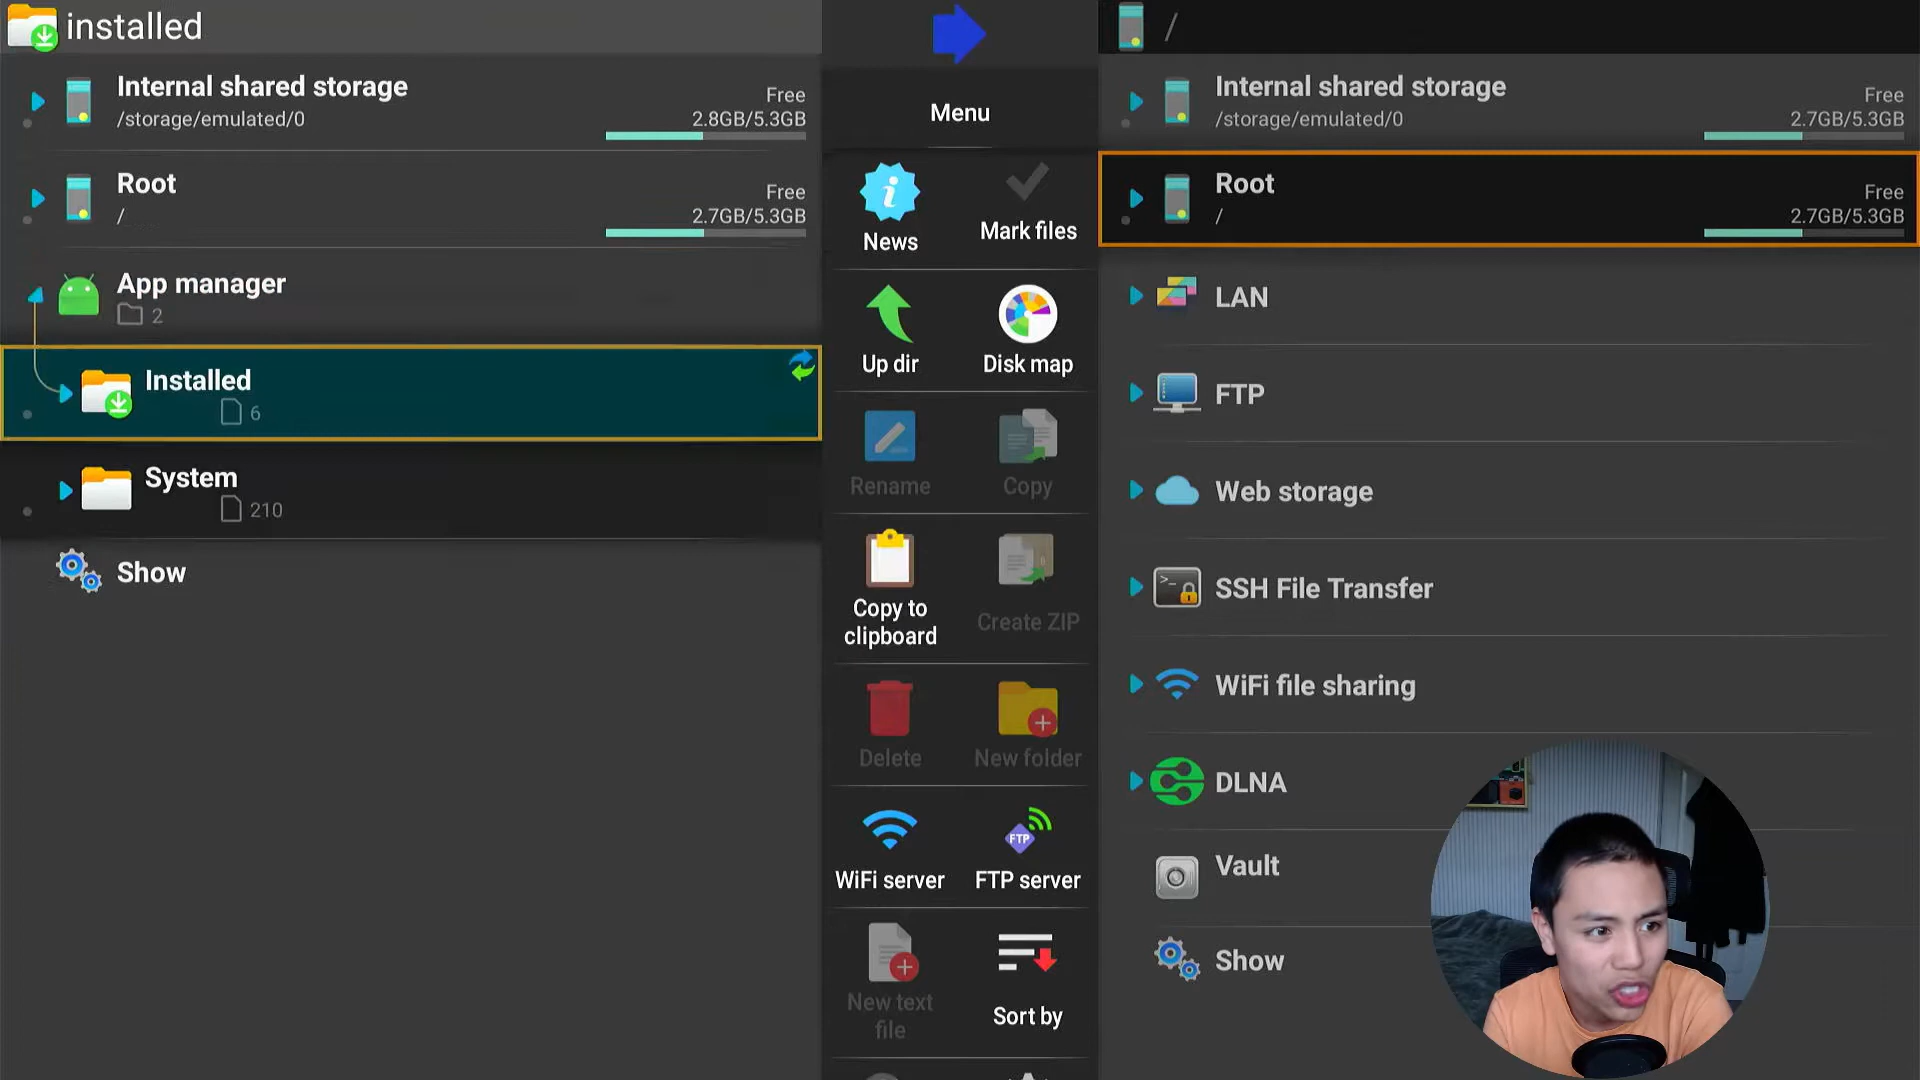 installed
Internal shared storage
/storage/emulated/0
Free
2.8GB/5.3GB
Root
/
Free
2.7GB/5.3GB
App manager
2
Installed
6
System
210
Show
Menu
News
Mark files
Up dir
Disk map
Rename
Copy
Copy to
clipboard
Create ZIP
Delete
New folder
WiFi server
FTP
FTP server
New text
file
Sort by
/
Internal shared storage
/storage/emulated/0
Free
2.7GB/5.3GB
Root
/
Free
2.7GB/5.3GB
LAN
FTP
Web storage
SSH File Transfer
WiFi file sharing
DLNA
Vault
Show